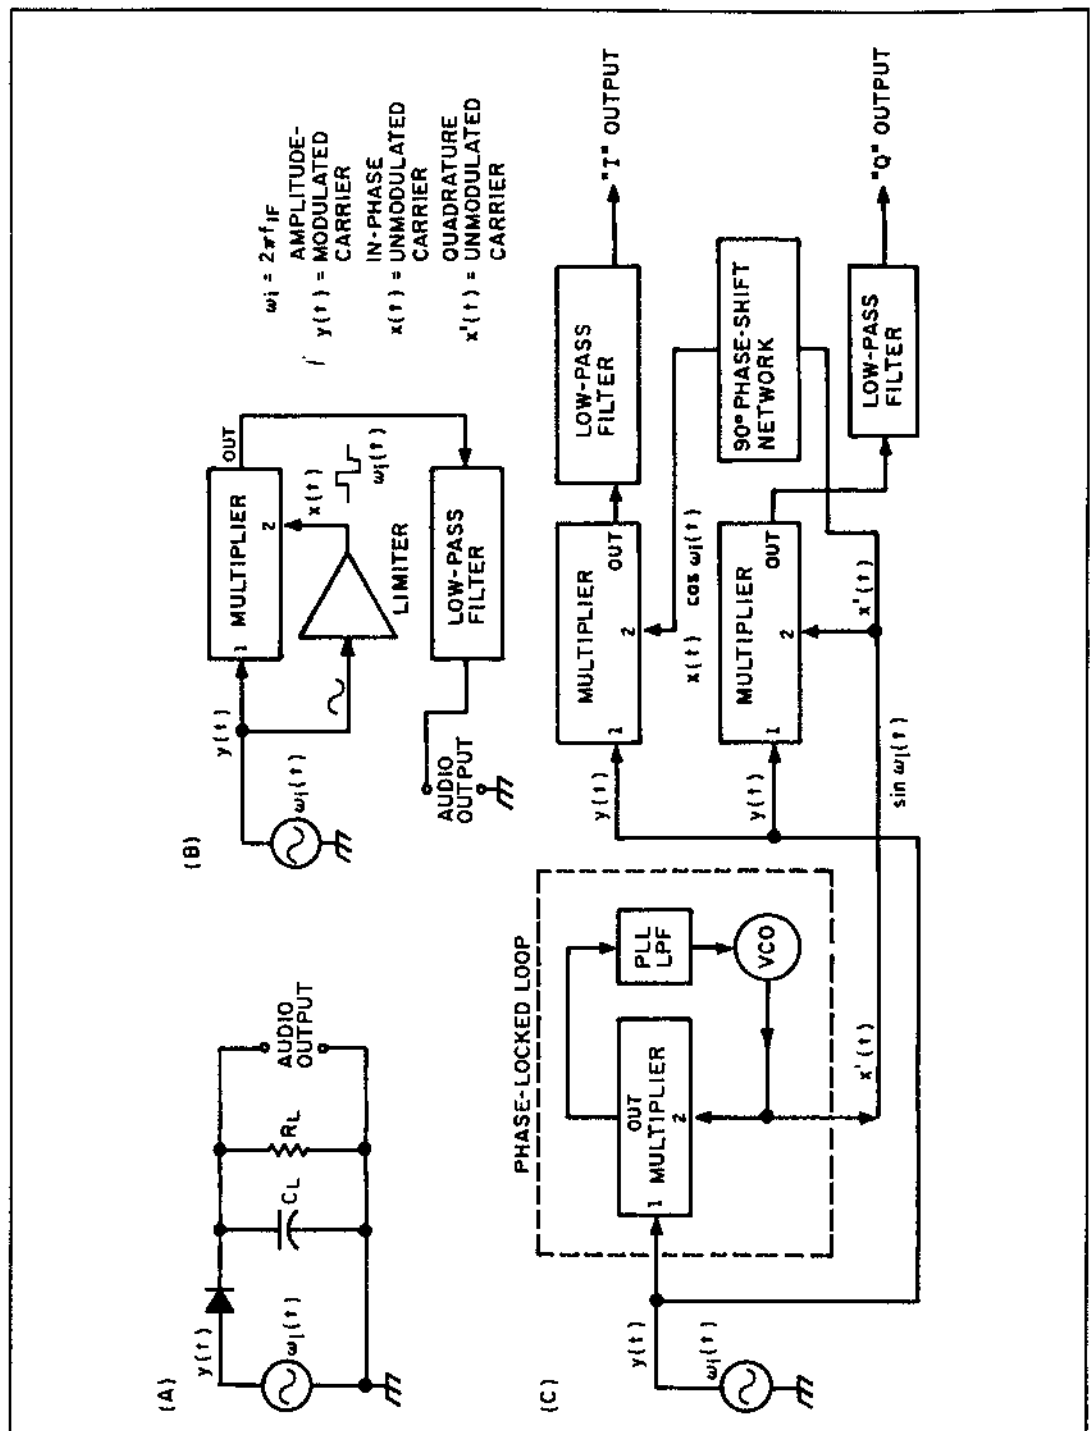 (A)
y(t)
ωi(t)
CL
RL
AUDIO
OUTPUT
(B)
ωi(t)
y(t)
1
MULTIPLIER
2
OUT
x(t)
ωi(t)
LIMITER
LOW-PASS
FILTER
AUDIO
OUTPUT
ωi = 2πfIF
AMPLITUDE-
y(t) = MODULATED
CARRIER
IN-PHASE
x(t) = UNMODULATED
CARRIER
QUADRATURE
x'(t) = UNMODULATED
CARRIER
(C)
y(t)
ωi(t)
PHASE-LOCKED LOOP
1
OUT
MULTIPLIER
2
PLL
LPF
VCO
x'(t)
y(t)
1
MULTIPLIER
OUT
2
LOW-PASS
FILTER
"I" OUTPUT
x(t) cos ωi(t)
y(t)
1
MULTIPLIER
OUT
2
x'(t)
sin ωi(t)
90° PHASE-SHIFT
NETWORK
LOW-PASS
FILTER
"Q" OUTPUT